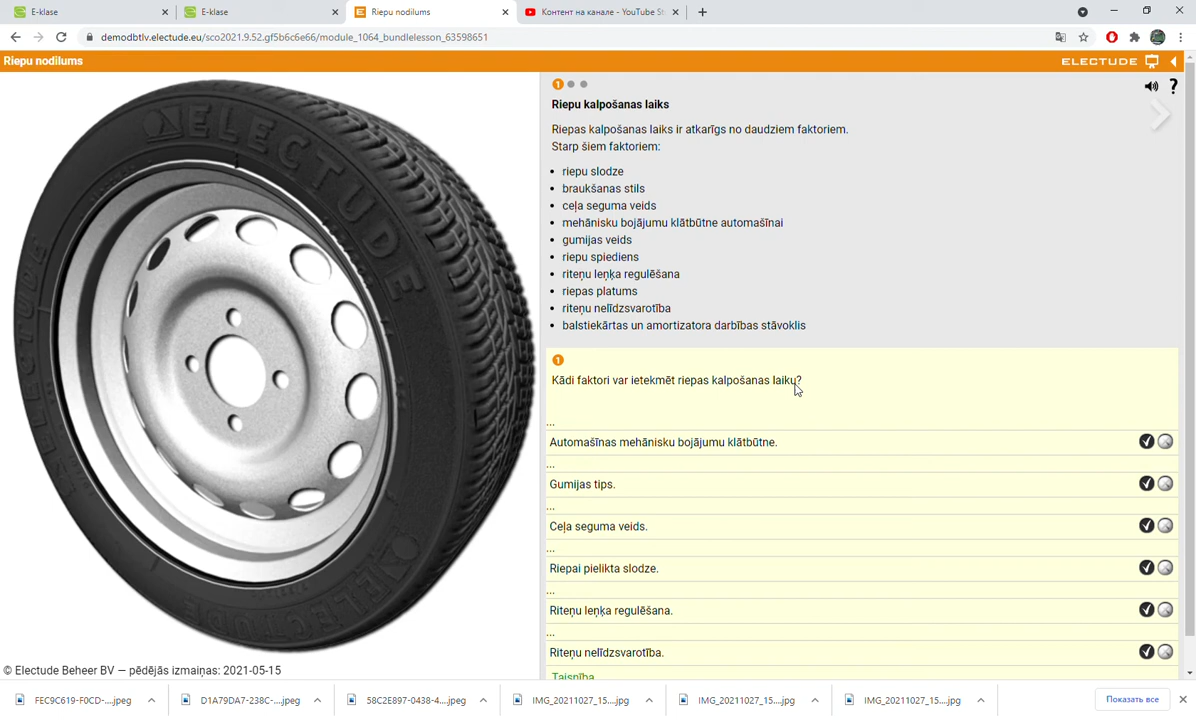 E-klase
E-klase
Riepu nodilums
Контент на канале - YouTube St
demodbtlv.electude.eu/sco2021.9.52.gf5b6c6e66/module_1064_bundlelesson_63598651
Riepu nodilums
ELECTUDE
1
Riepu kalpošanas laiks
Riepas kalpošanas laiks ir atkarīgs no daudziem faktoriem.
Starp šiem faktoriem:
• riepu slodze
• braukšanas stils
• ceļa seguma veids
• mehānisku bojājumu klātbūtne automašīnai
• gumijas veids
• riepu spiediens
• riteņu leņķa regulēšana
• riepas platums
• riteņu nelīdzsvarotība
• balstiekārtas un amortizatora darbības stāvoklis
1
Kādi faktori var ietekmēt riepas kalpošanas laiku?
...
Automašīnas mehānisku bojājumu klātbūtne.
...
Gumijas tips.
...
Ceļa seguma veids.
...
Riepai pielikta slodze.
...
Riteņu leņķa regulēšana.
...
Riteņu nelīdzsvarotība.
Taisnība
ELECTUDE
ELECTUDE
ELECTUDE
© Electude Beheer BV — pēdējās izmaiņas: 2021-05-15
FEC9C619-F0CD-....jpeg
D1A79DA7-238C-....jpeg
58C2E897-0438-4....jpeg
IMG_20211027_15....jpg
IMG_20211027_15....jpg
IMG_20211027_15....jpg
Показать все